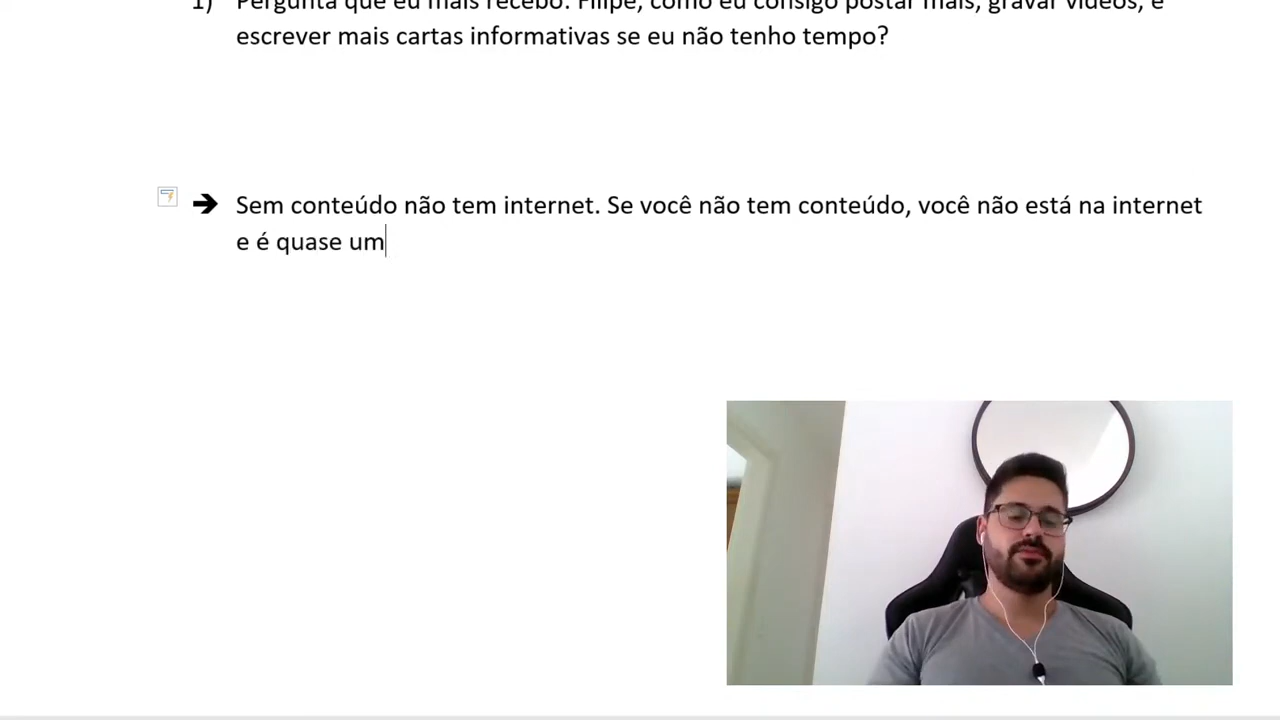 1) Pergunta que eu mais recebo: Filipe, como eu consigo postar mais, gravar vídeos, e
escrever mais cartas informativas se eu não tenho tempo?
➔ Sem conteúdo não tem internet. Se você não tem conteúdo, você não está na internet
e é quase um